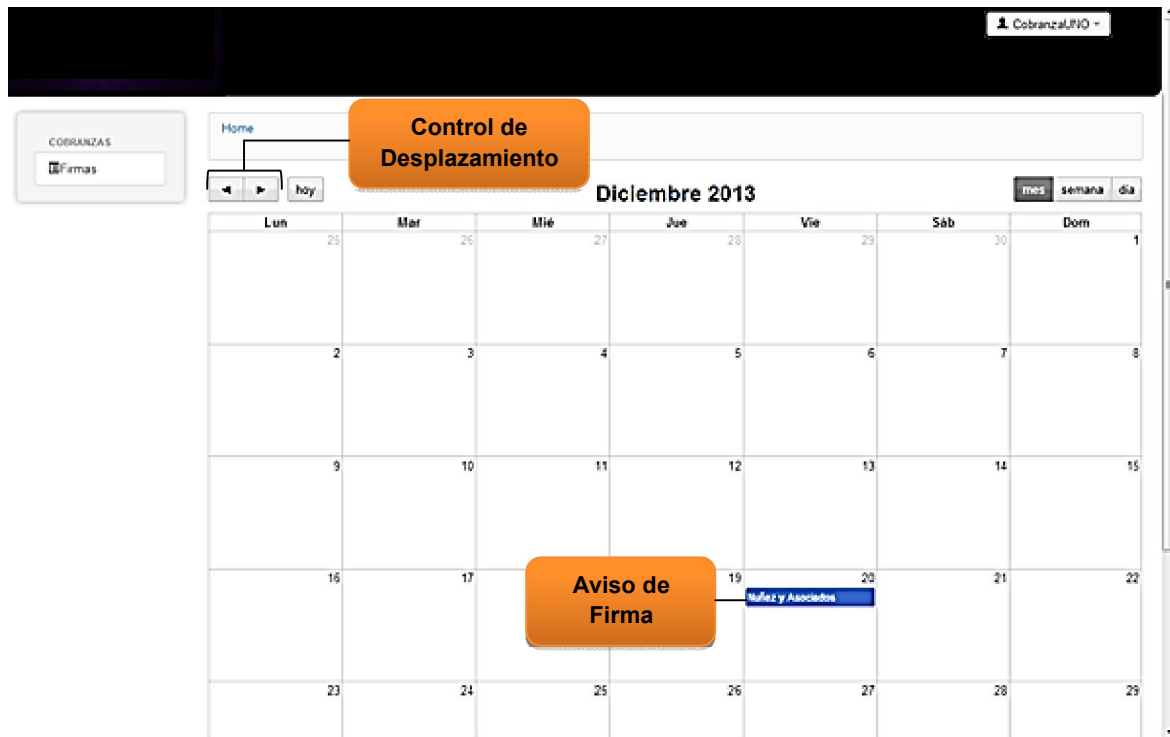 CobranzaUNO
COBRANZAS
Firmas
Home
Control de
Desplazamiento
hoy
Diciembre 2013
mes semana día
Lun Mar Mié Jue Vie Sáb Dom
25 26 27 28 29 30 1
2 3 4 5 6 7 8
9 10 11 12 13 14 15
16 17 19 20 21 22
Aviso de
Firma
Nuñez y Asociados
23 24 25 26 27 28 29